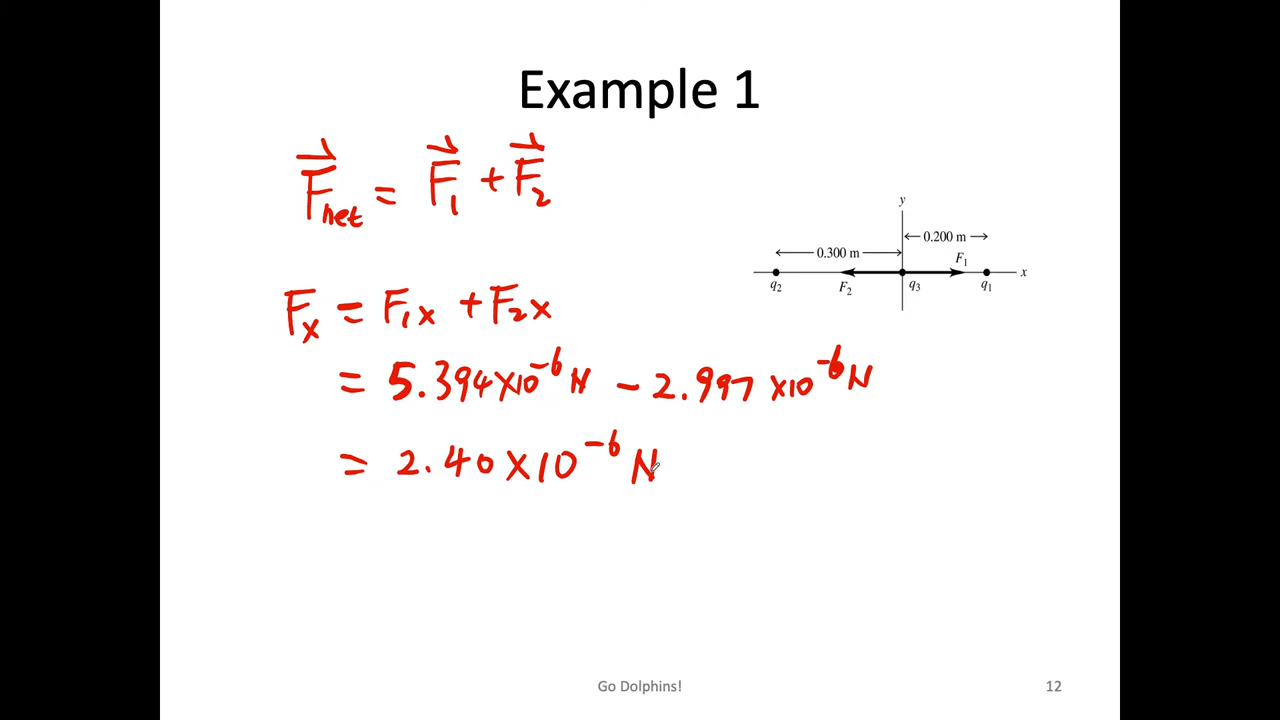 Example 1
F⃗net = F⃗1 + F⃗2
y
0.200 m
0.300 m
F1
x
q2
F2
q3
q1
Fx = F1x + F2x
= 5.394×10^-6 N - 2.997 ×10^-6 N
= 2.40 × 10^-6 N
Go Dolphins!
12